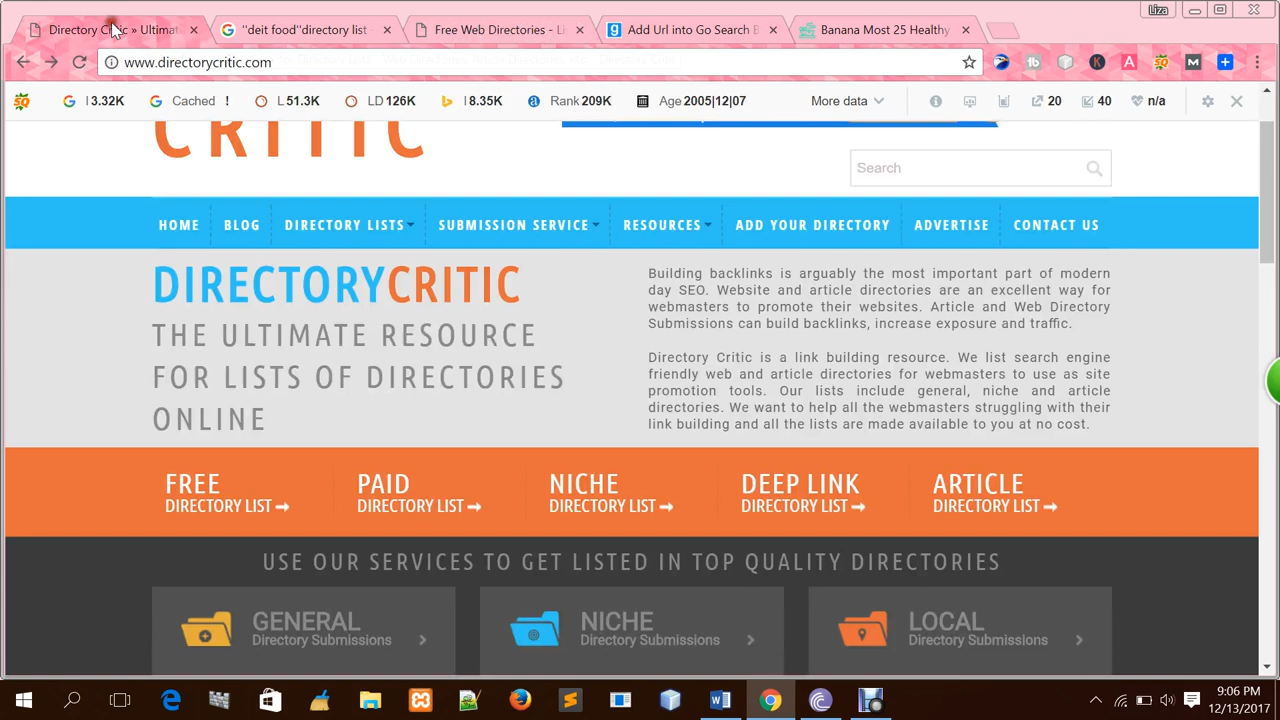 Liza
Directory Critic » Ultimat
"deit food"directory list
Free Web Directories - Li
Add Url into Go Search E
Banana Most 25 Healthy
www.directorycritic.com
I 3.32K
Cached !
L 51.3K
LD 126K
I 8.35K
Rank 209K
Age 2005|12|07
More data
20
40
n/a
CRITIC
Search
HOME
BLOG
DIRECTORY LISTS
SUBMISSION SERVICE
RESOURCES
ADD YOUR DIRECTORY
ADVERTISE
CONTACT US
DIRECTORYCRITIC
THE ULTIMATE RESOURCE
FOR LISTS OF DIRECTORIES
ONLINE
Building backlinks is arguably the most important part of modern
day SEO. Website and article directories are an excellent way for
webmasters to promote their websites. Article and Web Directory
Submissions can build backlinks, increase exposure and traffic.
Directory Critic is a link building resource. We list search engine
friendly web and article directories for webmasters to use as site
promotion tools. Our lists include general, niche and article
directories. We want to help all the webmasters struggling with their
link building and all the lists are made available to you at no cost.
FREE
DIRECTORY LIST
PAID
DIRECTORY LIST
NICHE
DIRECTORY LIST
DEEP LINK
DIRECTORY LIST
ARTICLE
DIRECTORY LIST
USE OUR SERVICES TO GET LISTED IN TOP QUALITY DIRECTORIES
GENERAL
Directory Submissions
NICHE
Directory Submissions
LOCAL
Directory Submissions
9:06 PM
12/13/2017